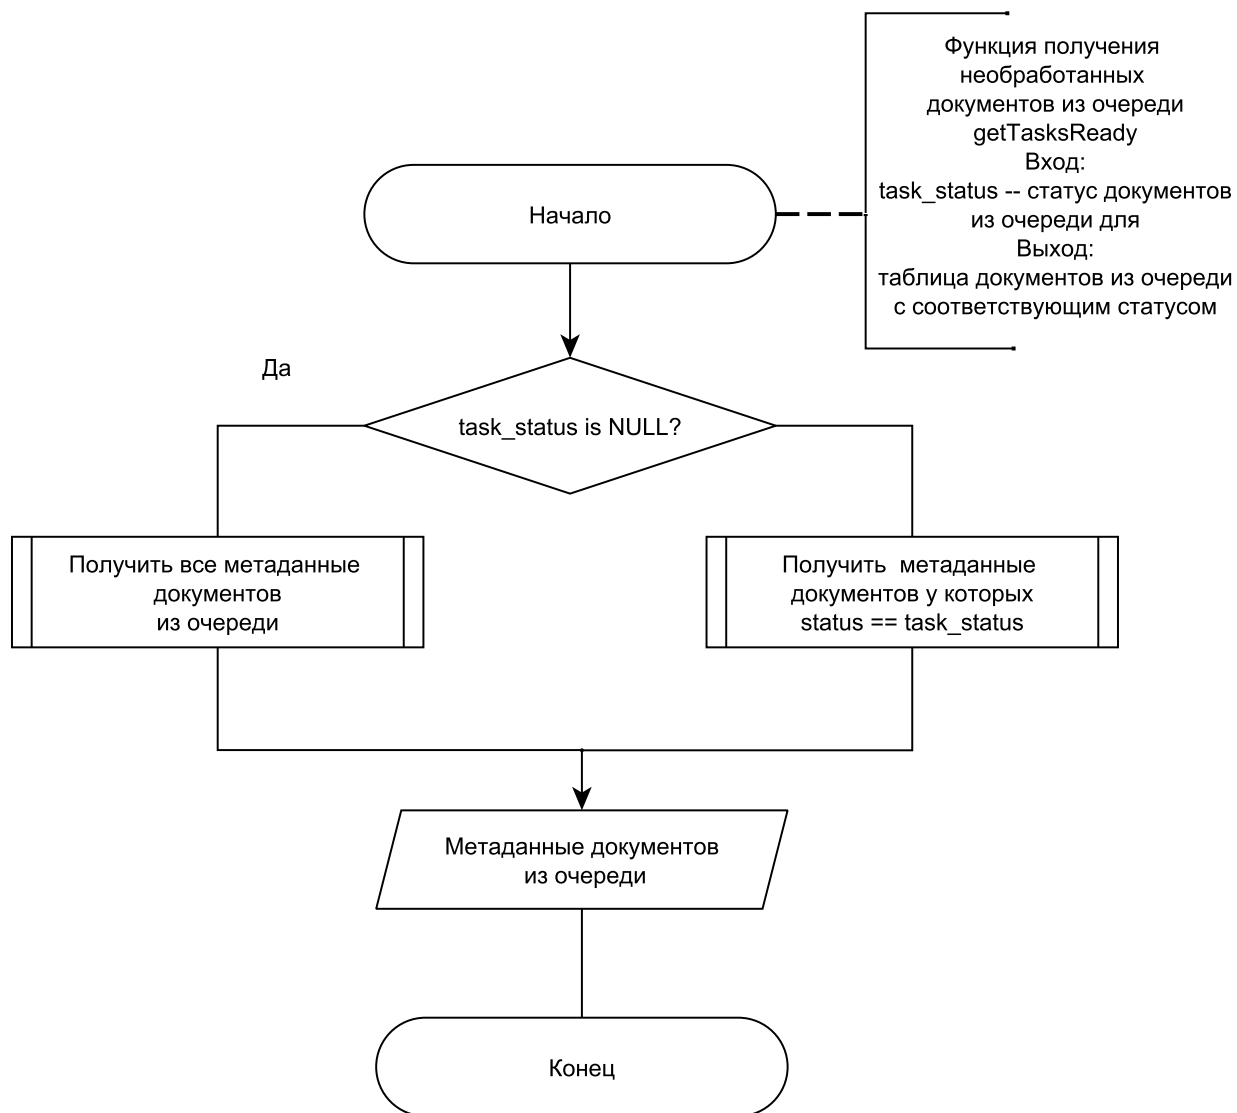 Функция получения
необработанных
документов из очереди
getTasksReady
Вход:
task_status -- статус документов
из очереди для
Выход:
таблица документов из очереди
с соответствующим статусом
Начало
Да
task_status is NULL?
Получить все метаданные
документов
из очереди
Получить метаданные
документов у которых
status == task_status
Метаданные документов
из очереди
Конец